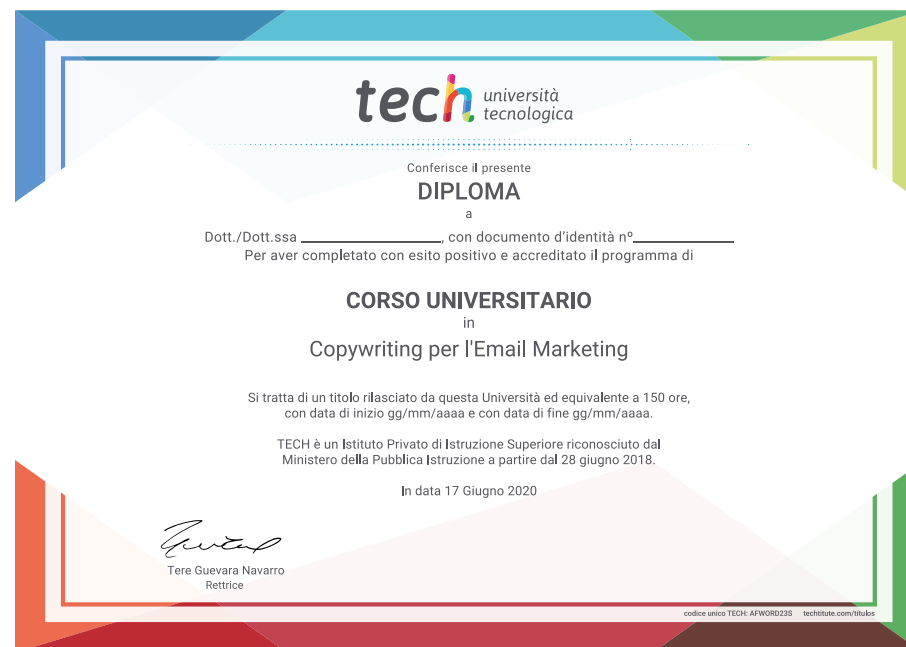 tech università
tecnologica
Conferisce il presente
DIPLOMA
a
Dott./Dott.ssa ____________________, con documento d'identità nº______________
Per aver completato con esito positivo e accreditato il programma di
CORSO UNIVERSITARIO
in
Copywriting per l'Email Marketing
Si tratta di un titolo rilasciato da questa Università ed equivalente a 150 ore,
con data di inizio gg/mm/aaaa e con data di fine gg/mm/aaaa.
TECH è un Istituto Privato di Istruzione Superiore riconosciuto dal
Ministero della Pubblica Istruzione a partire dal 28 giugno 2018.
In data 17 Giugno 2020
Tere Guevara Navarro
Rettrice
codice unico TECH: AFWORD23S techtitute.com/titulos